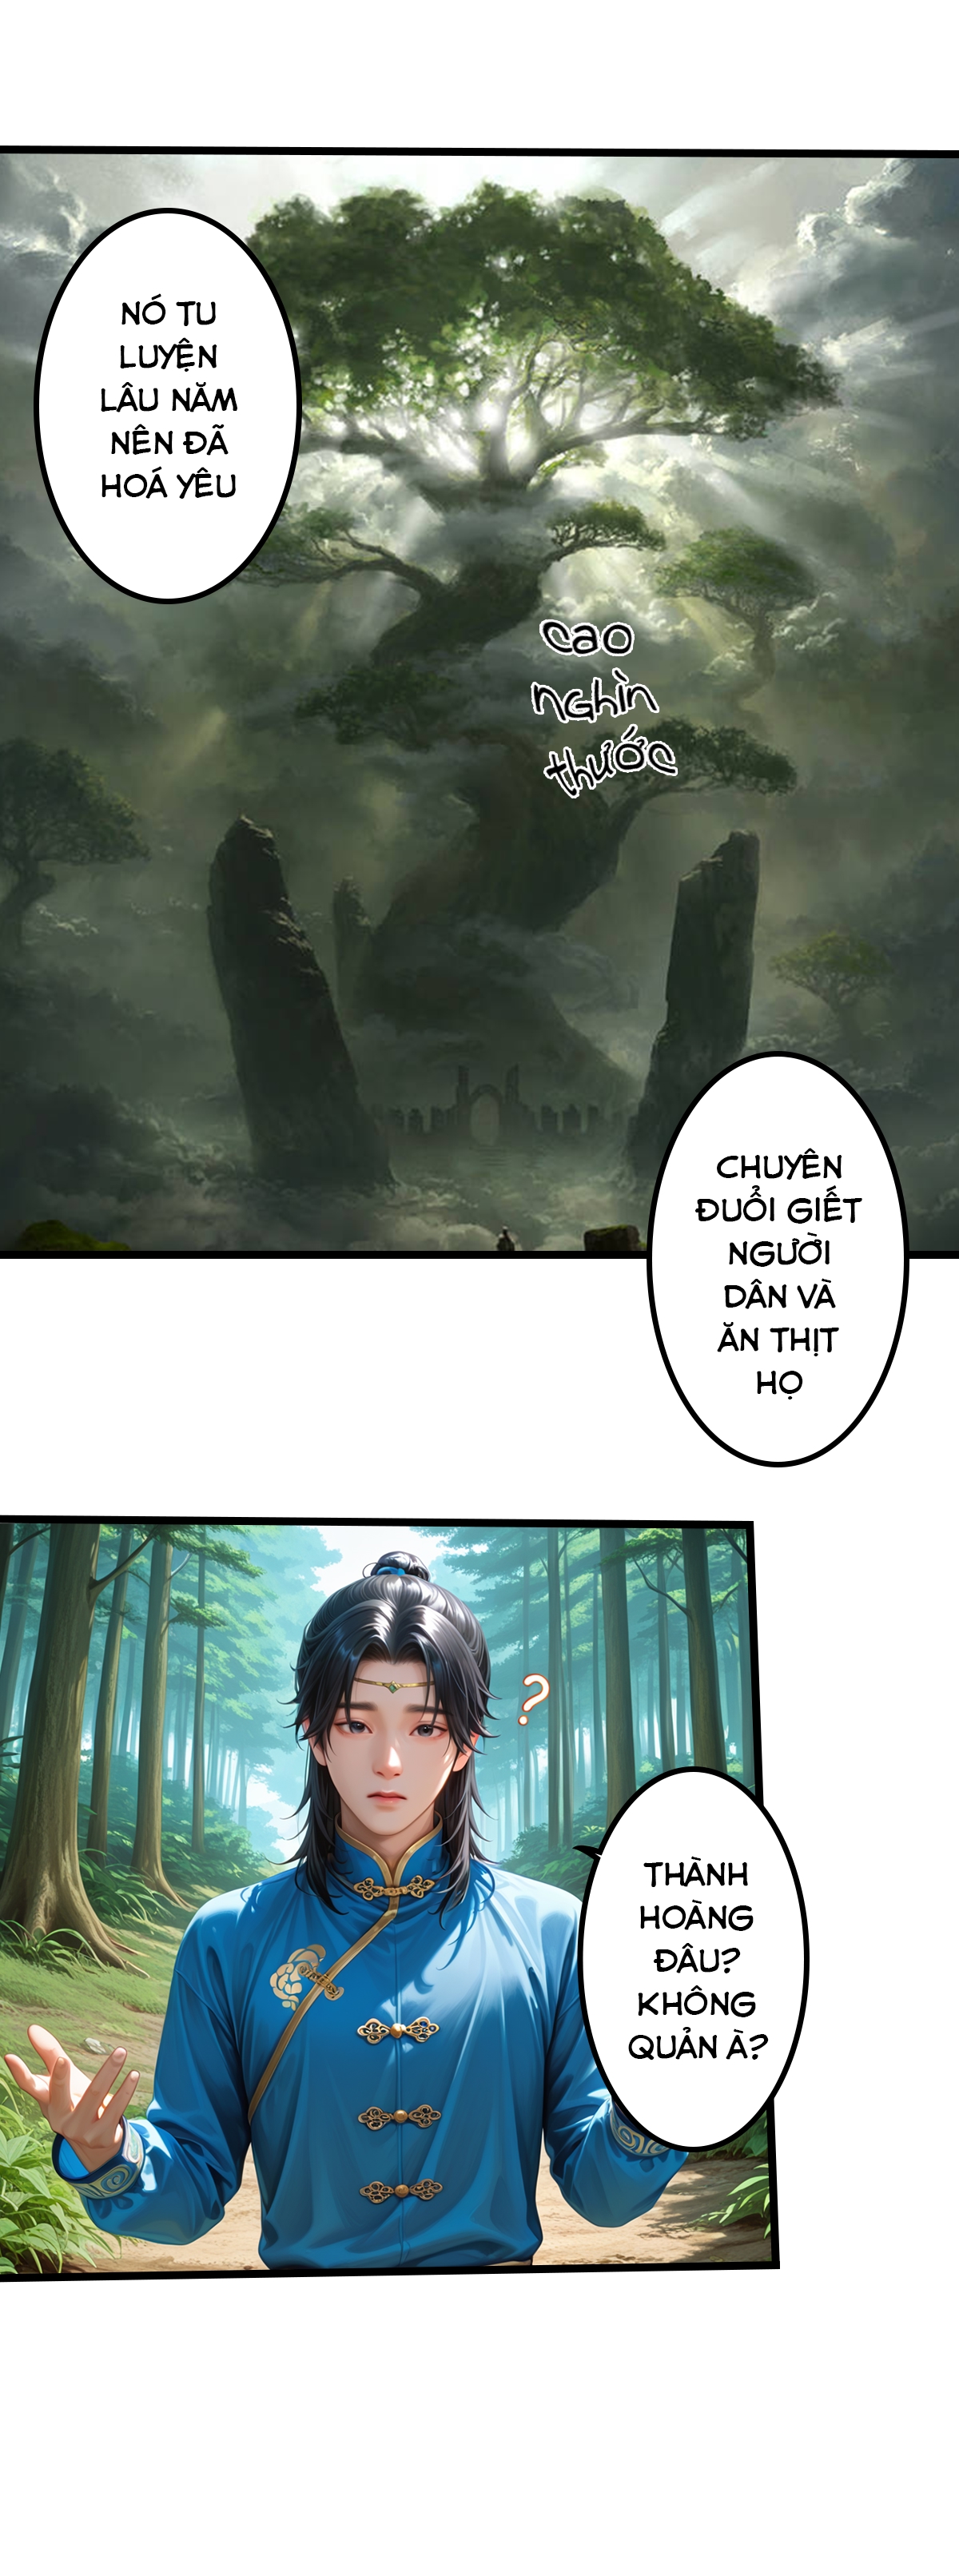 NÓ TU
LUYỆN
LÂU NĂM
NÊN ĐÃ
HOÁ YÊU
cao
nghìn
thước
CHUYÊN
ĐUỔI GIẾT
NGƯỜI
DÂN VÀ
ĂN THỊT
HỌ
?
THÀNH
HOÀNG
ĐÂU?
KHÔNG
QUẢN À?